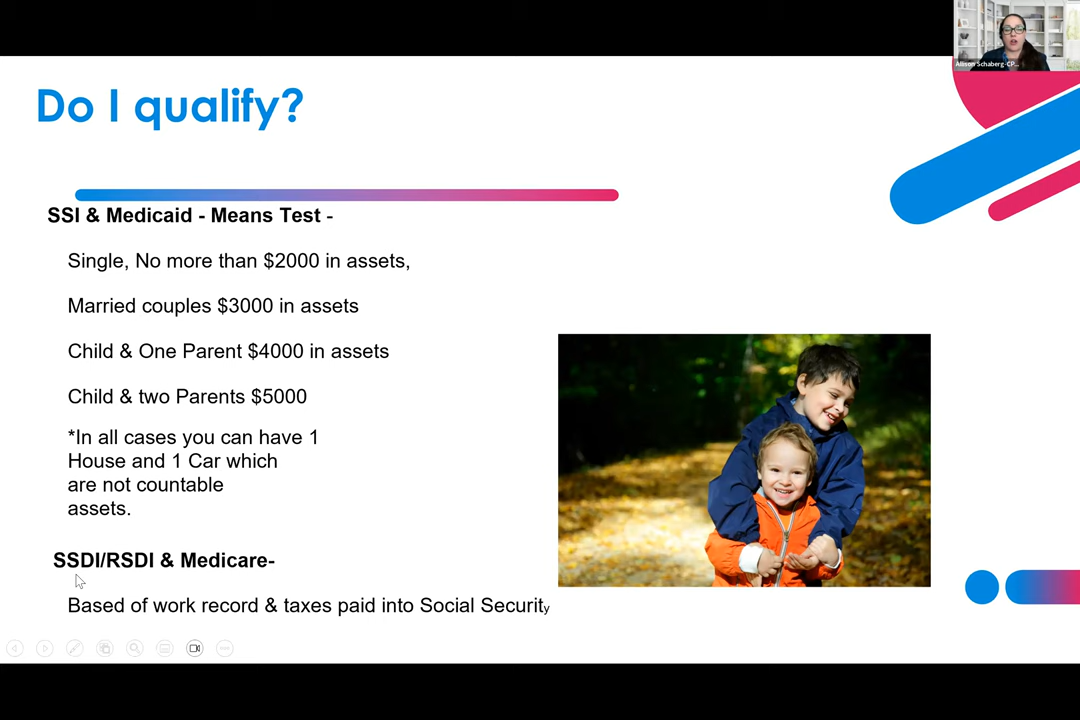 Allison Schaberg-CP...
Do I qualify?
SSI & Medicaid - Means Test -
Single, No more than $2000 in assets,
Married couples $3000 in assets
Child & One Parent $4000 in assets
Child & two Parents $5000
*In all cases you can have 1
House and 1 Car which
are not countable
assets.
SSDI/RSDI & Medicare-
Based of work record & taxes paid into Social Security